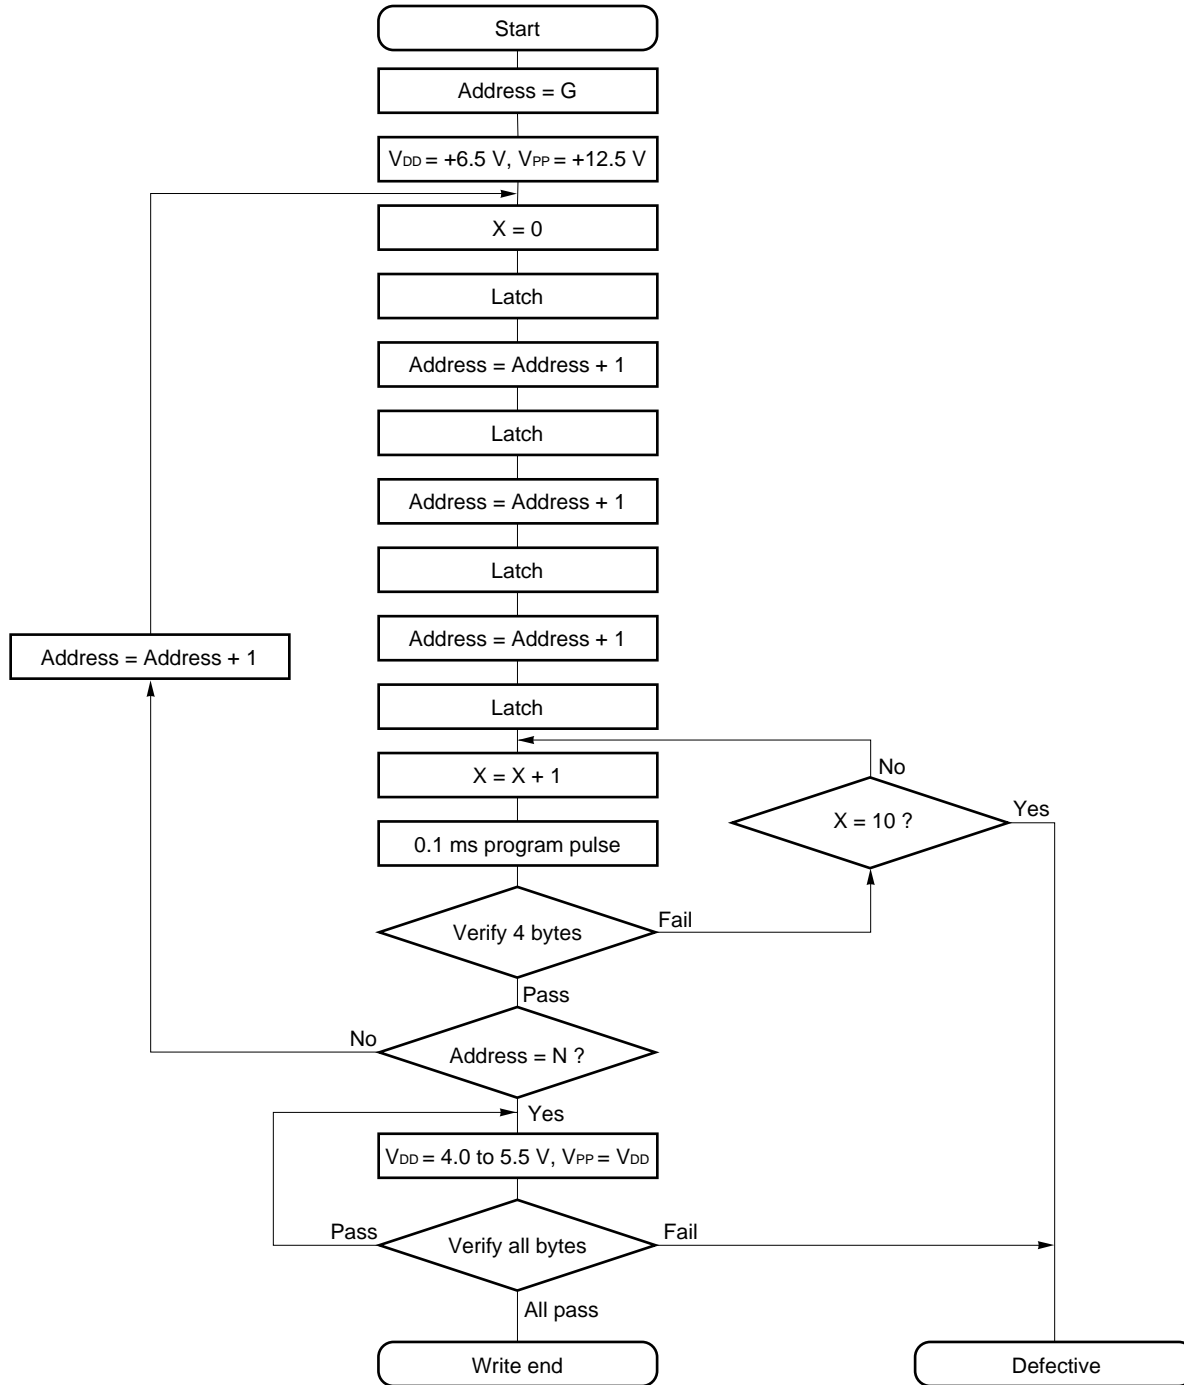 Start
Address = G
VDD = +6.5 V, VPP = +12.5 V
X = 0
Latch
Address = Address + 1
Latch
Address = Address + 1
Latch
Address = Address + 1
Address = Address + 1
Latch
X = X + 1
No
X = 10 ?
Yes
0.1 ms program pulse
Verify 4 bytes
Fail
Pass
No
Address = N ?
Yes
VDD = 4.0 to 5.5 V, VPP = VDD
Pass
Verify all bytes
Fail
All pass
Write end
Defective